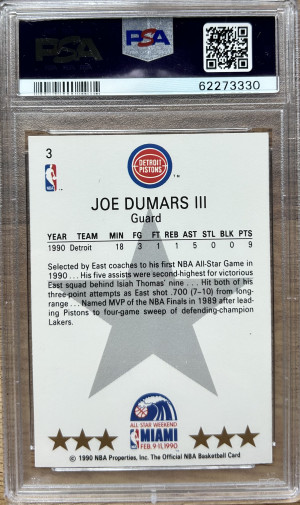 PSA
PSA
62273330
3
NBA
DETROIT
PISTONS
TM
JOE DUMARS III
Guard
YEAR TEAM MIN FG FT REB AST STL BLK PTS
1990 Detroit 18 3 1 1 5 0 0 9
Selected by East coaches to his first NBA All-Star Game in
1990 . . . His five assists were second-highest for victorious
East squad behind Isiah Thomas' nine . . . Hit both of his
three-point attempts as East shot .700 (7–10) from long-
range . . . Named MVP of the NBA Finals in 1989 after lead-
ing Pistons to four-game sweep of defending-champion
Lakers.
ALL STAR WEEKEND
MIAMI
FEB. 9-11, 1990
© 1990 NBA Properties, Inc. The Official NBA Basketball Card